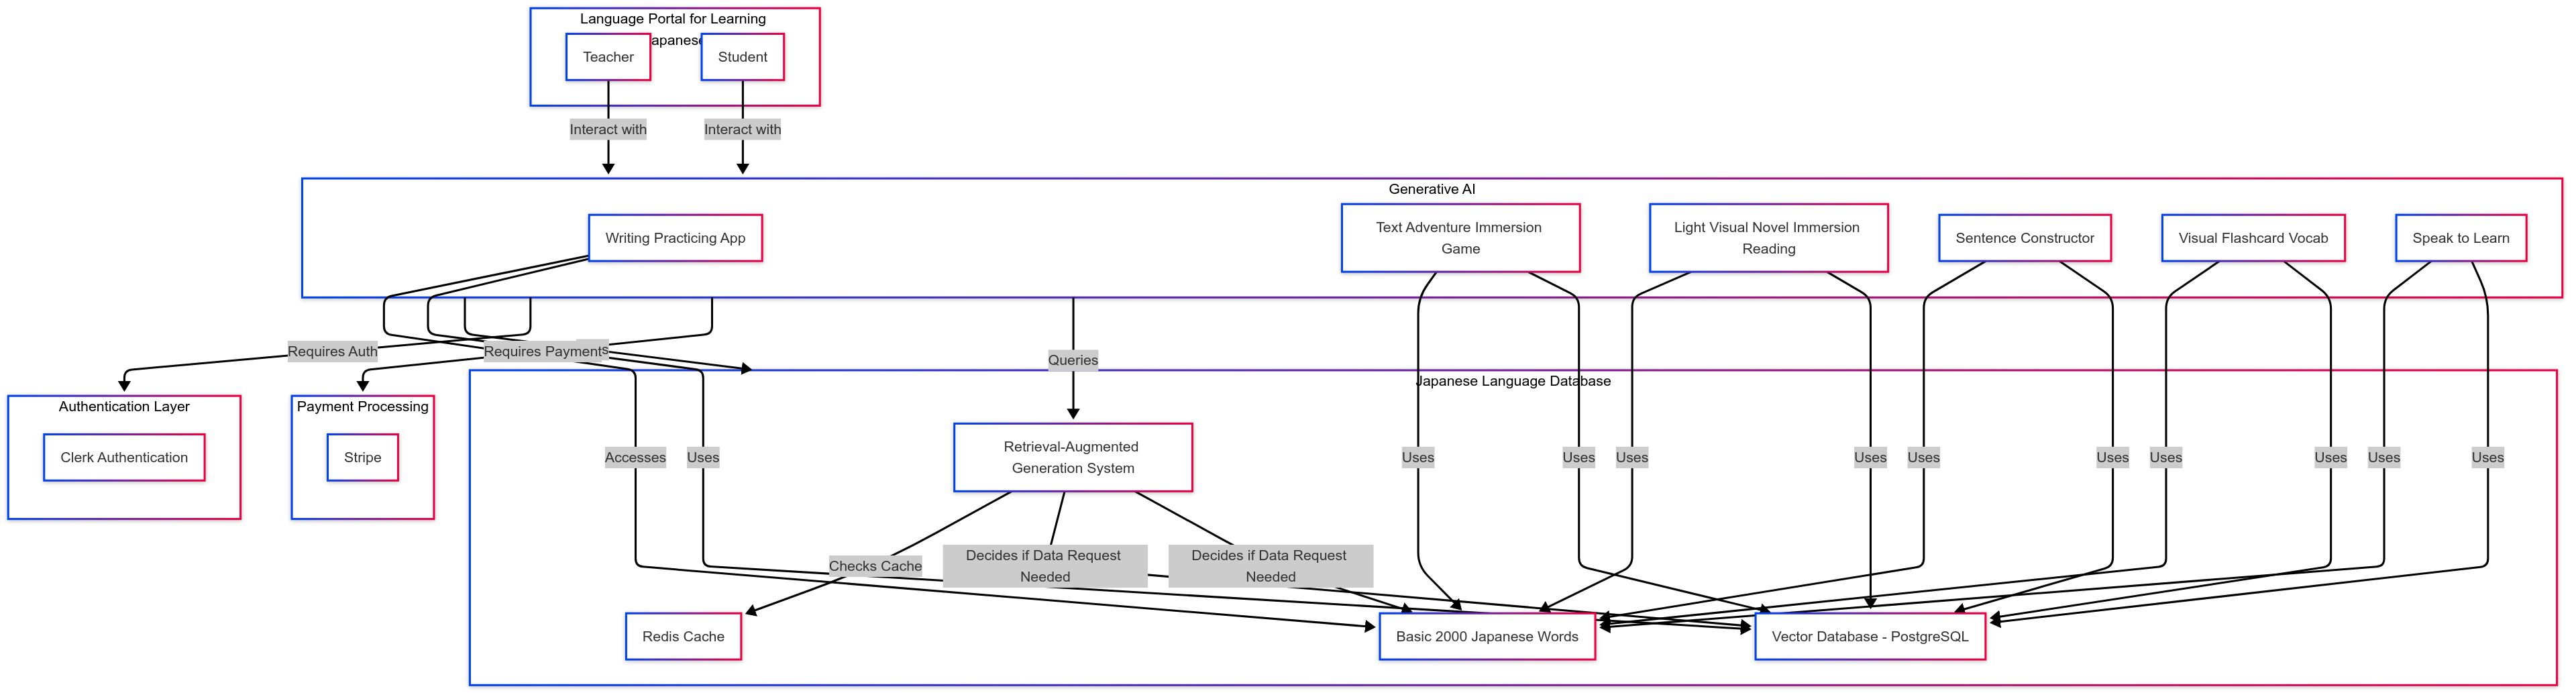 Language Portal for Learning
apanese
Teacher
Student
Interact with
Interact with
Generative AI
Writing Practicing App
Text Adventure Immersion
Game
Light Visual Novel Immersion
Reading
Sentence Constructor
Visual Flashcard Vocab
Speak to Learn
Requires Auth
Requires Payments
Queries
Japanese Language Database
Authentication Layer
Clerk Authentication
Payment Processing
Stripe
Retrieval-Augmented
Generation System
Accesses
Uses
Uses
Uses
Uses
Uses
Uses
Uses
Uses
Uses
Uses
Uses
Checks Cache
Decides if Data Request
Needed
Decides if Data Request
Needed
Redis Cache
Basic 2000 Japanese Words
Vector Database - PostgreSQL